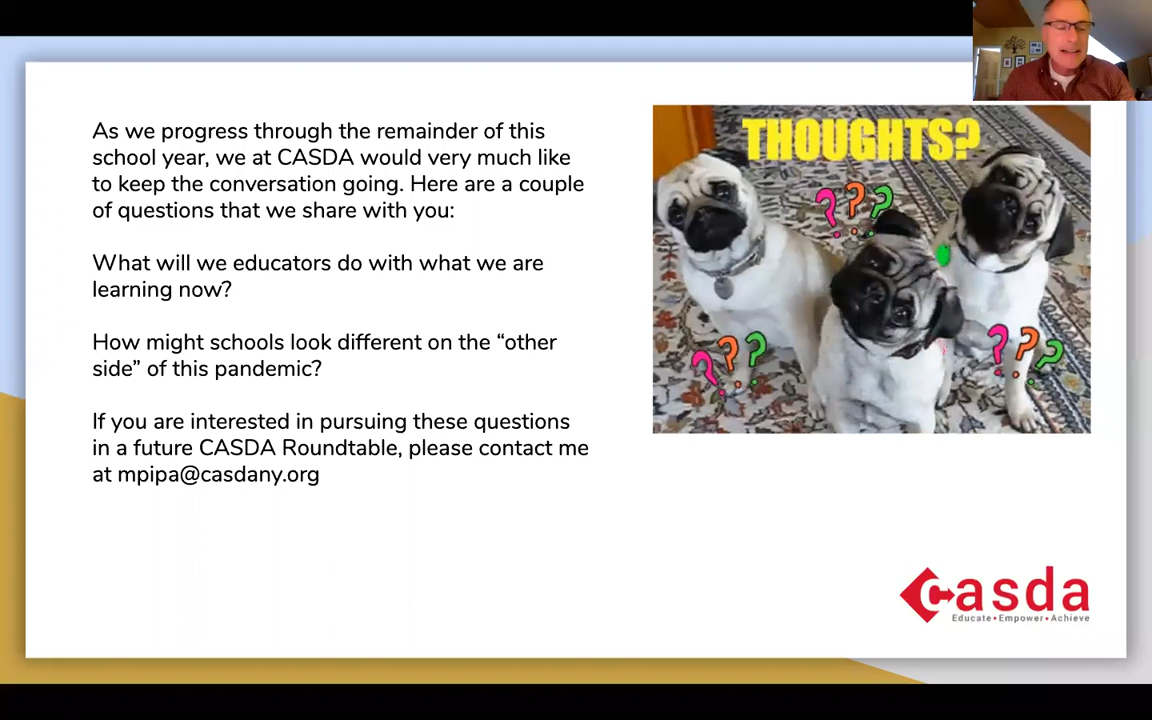 As we progress through the remainder of this
school year, we at CASDA would very much like
to keep the conversation going. Here are a couple
of questions that we share with you:
What will we educators do with what we are
learning now?
How might schools look different on the “other
side” of this pandemic?
If you are interested in pursuing these questions
in a future CASDA Roundtable, please contact me
at mpipa@casdany.org
THOUGHTS?
???
???
???
casda
Educate•Empower•Achieve